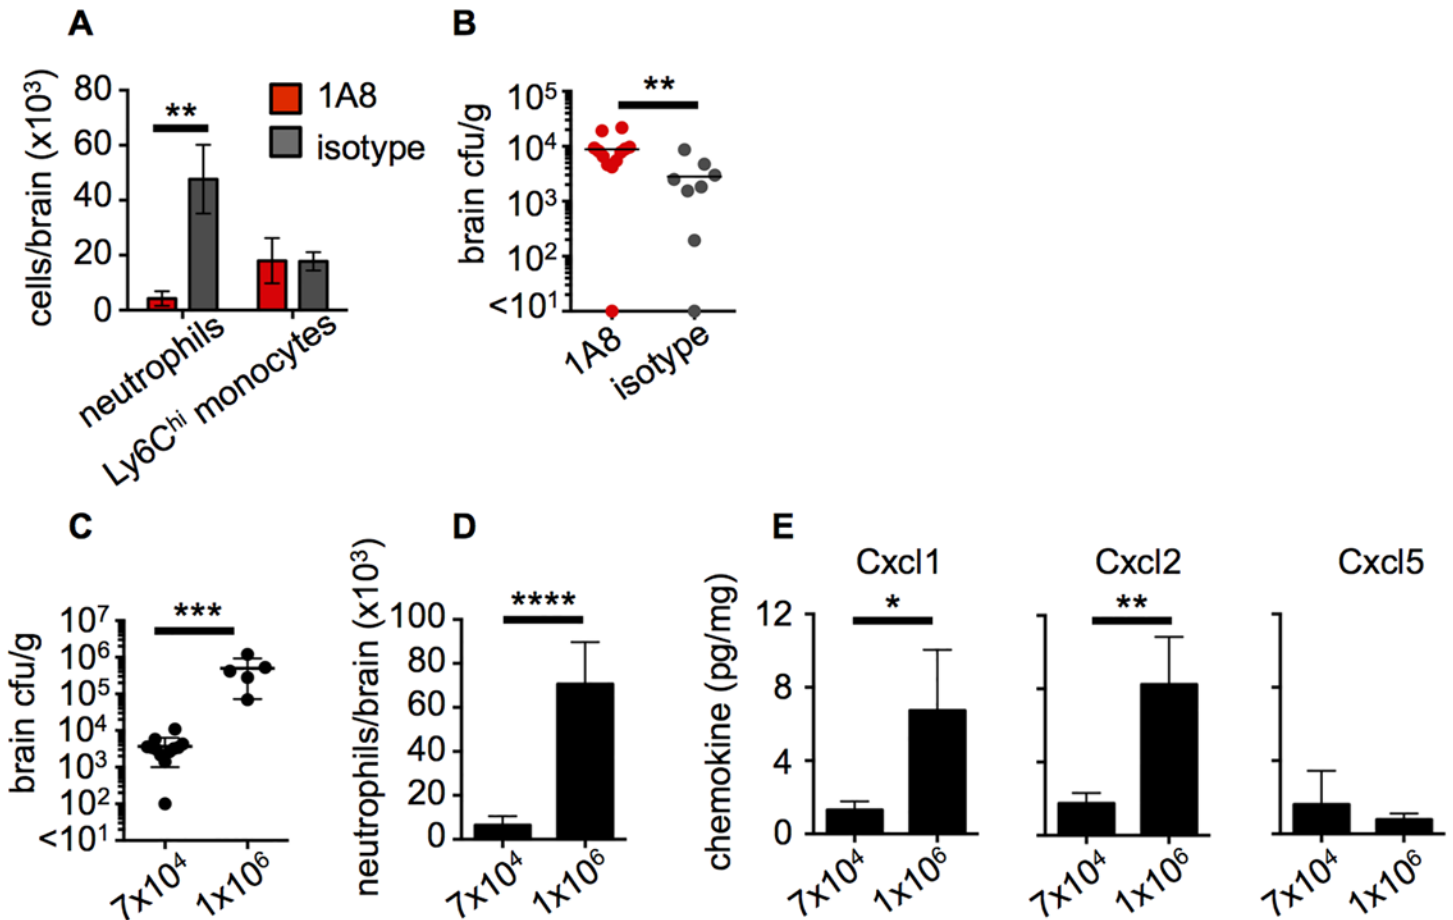 A
cells/brain (x10³)
80
60
40
20
0
**
1A8
isotype
neutrophils
Ly6Cʰⁱ monocytes
B
brain cfu/g
10⁵
10⁴
10³
10²
<10¹
**
1A8
isotype
C
brain cfu/g
10⁷
10⁶
10⁵
10⁴
10³
10²
<10¹
***
7x10⁴
1x10⁶
D
neutrophils/brain (x10³)
100
80
60
40
20
0
****
7x10⁴
1x10⁶
E
chemokine (pg/mg)
Cxcl1
12
8
4
0
*
7x10⁴
1x10⁶
Cxcl2
**
7x10⁴
1x10⁶
Cxcl5
7x10⁴
1x10⁶